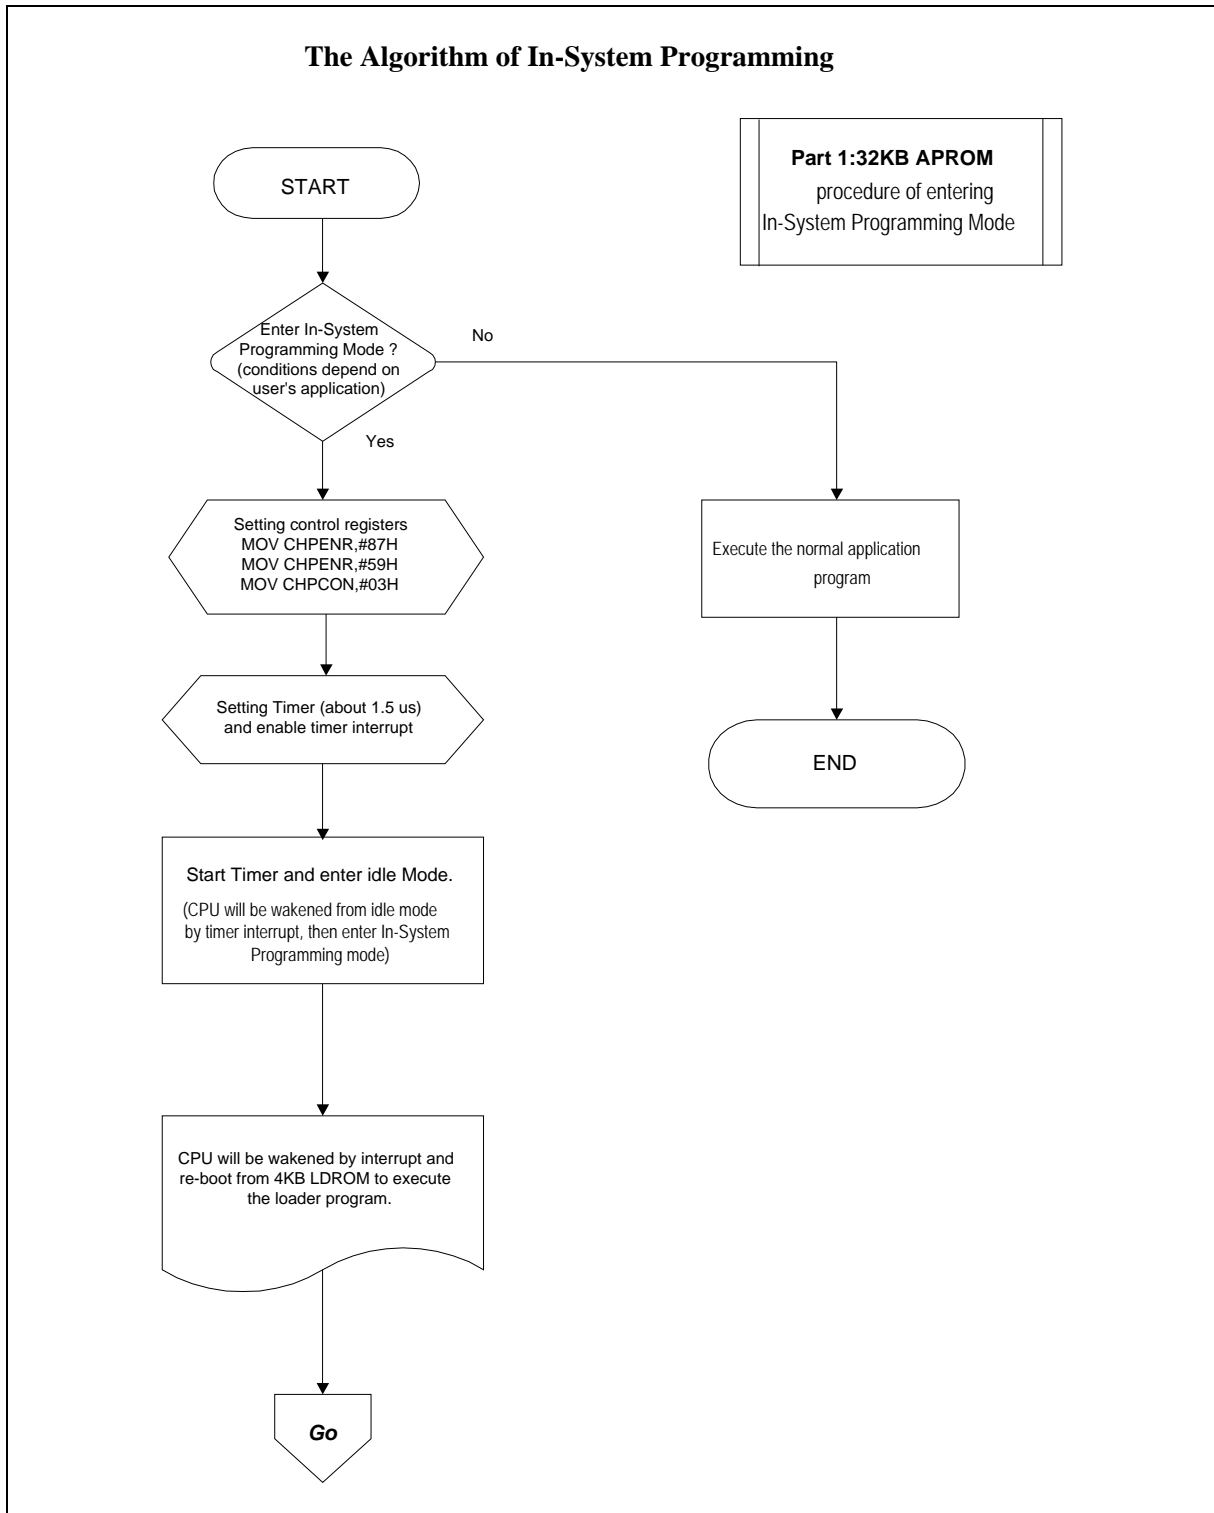 The Algorithm of In-System Programming
Part 1:32KB APROM
procedure of entering
In-System Programming Mode
START
Enter In-System
Programming Mode ?
(conditions depend on
user's application)
No
Yes
Setting control registers
MOV CHPENR,#87H
MOV CHPENR,#59H
MOV CHPCON,#03H
Execute the normal application
program
Setting Timer (about 1.5 us)
and enable timer interrupt
END
Start Timer and enter idle Mode.
(CPU will be wakened from idle mode
by timer interrupt, then enter In-System
Programming mode)
CPU will be wakened by interrupt and
re-boot from 4KB LDROM to execute
the loader program.
Go